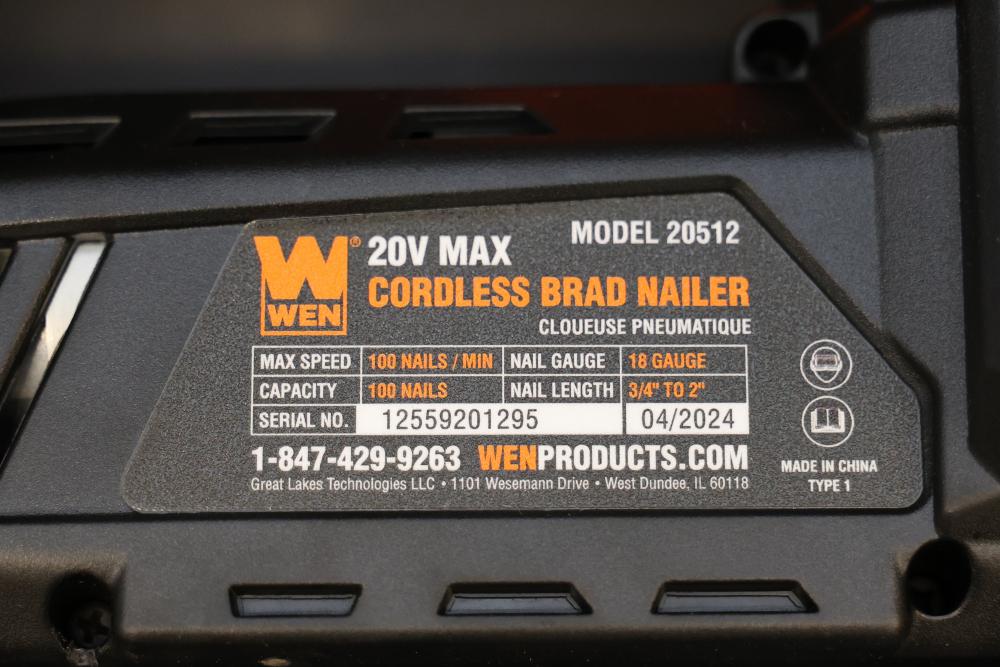 MODEL 20512
W®
WEN
20V MAX
CORDLESS BRAD NAILER
CLOUEUSE PNEUMATIQUE
MAX SPEED 100 NAILS / MIN NAIL GAUGE 18 GAUGE
CAPACITY 100 NAILS NAIL LENGTH 3/4" TO 2"
SERIAL NO. 12559201295 04/2024
1-847-429-9263 WENPRODUCTS.COM
Great Lakes Technologies LLC • 1101 Wesemann Drive • West Dundee, IL 60118
MADE IN CHINA
TYPE 1